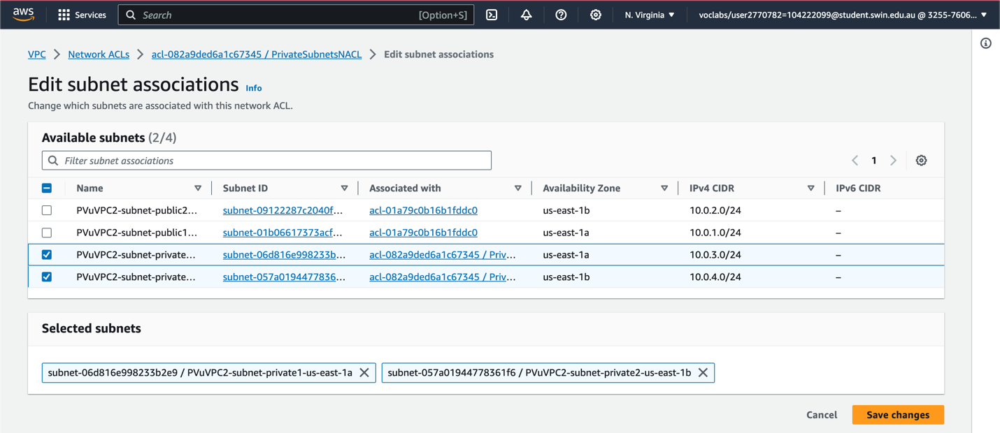 aws Services Search [Option+S] N. Virginia voclabs/user2770782=104222099@student.swin.edu.au @ 3255-7606...
VPC Network ACLs acl-082a9ded6a1c67345 / PrivateSubnetsNACL Edit subnet associations
Edit subnet associations Info
Change which subnets are associated with this network ACL.
Available subnets (2/4)
Filter subnet associations 1
Name Subnet ID Associated with Availability Zone IPv4 CIDR IPv6 CIDR
PVuVPC2-subnet-public2... subnet-09122287c2040f... acl-01a79c0b16b1fddc0 us-east-1b 10.0.2.0/24 –
PVuVPC2-subnet-public1... subnet-01b06617373acf... acl-01a79c0b16b1fddc0 us-east-1a 10.0.1.0/24 –
PVuVPC2-subnet-private... subnet-06d816e998233b... acl-082a9ded6a1c67345 / Priv... us-east-1a 10.0.3.0/24 –
PVuVPC2-subnet-private... subnet-057a0194477836... acl-082a9ded6a1c67345 / Priv... us-east-1b 10.0.4.0/24 –
Selected subnets
subnet-06d816e998233b2e9 / PVuVPC2-subnet-private1-us-east-1a subnet-057a01944778361f6 / PVuVPC2-subnet-private2-us-east-1b
Cancel Save changes